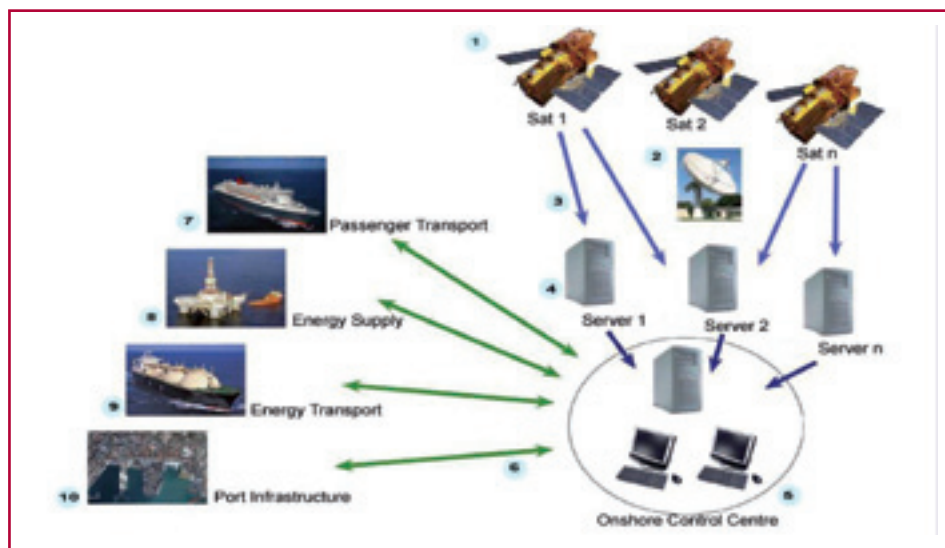 1
Sat 1
Sat 2
Sat n
2
3
7
Passenger Transport
4
8
Energy Supply
Server 1
Server 2
Server n
9
Energy Transport
6
10
Port Infrastructure
5
Onshore Control Centre